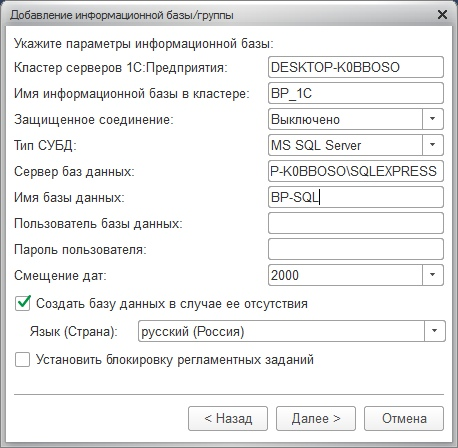 Добавление информационной базы/группы
Укажите параметры информационной базы:
Кластер серверов 1С:Предприятия: DESKTOP-K0BBOSO
Имя информационной базы в кластере: BP_1C
Защищенное соединение: Выключено
Тип СУБД: MS SQL Server
Сервер баз данных: P-K0BBOSO\SQLEXPRESS
Имя базы данных: BP-SQL
Пользователь базы данных:
Пароль пользователя:
Смещение дат: 2000
Создать базу данных в случае ее отсутствия
Язык (Страна): русский (Россия)
Установить блокировку регламентных заданий
< Назад Далее > Отмена